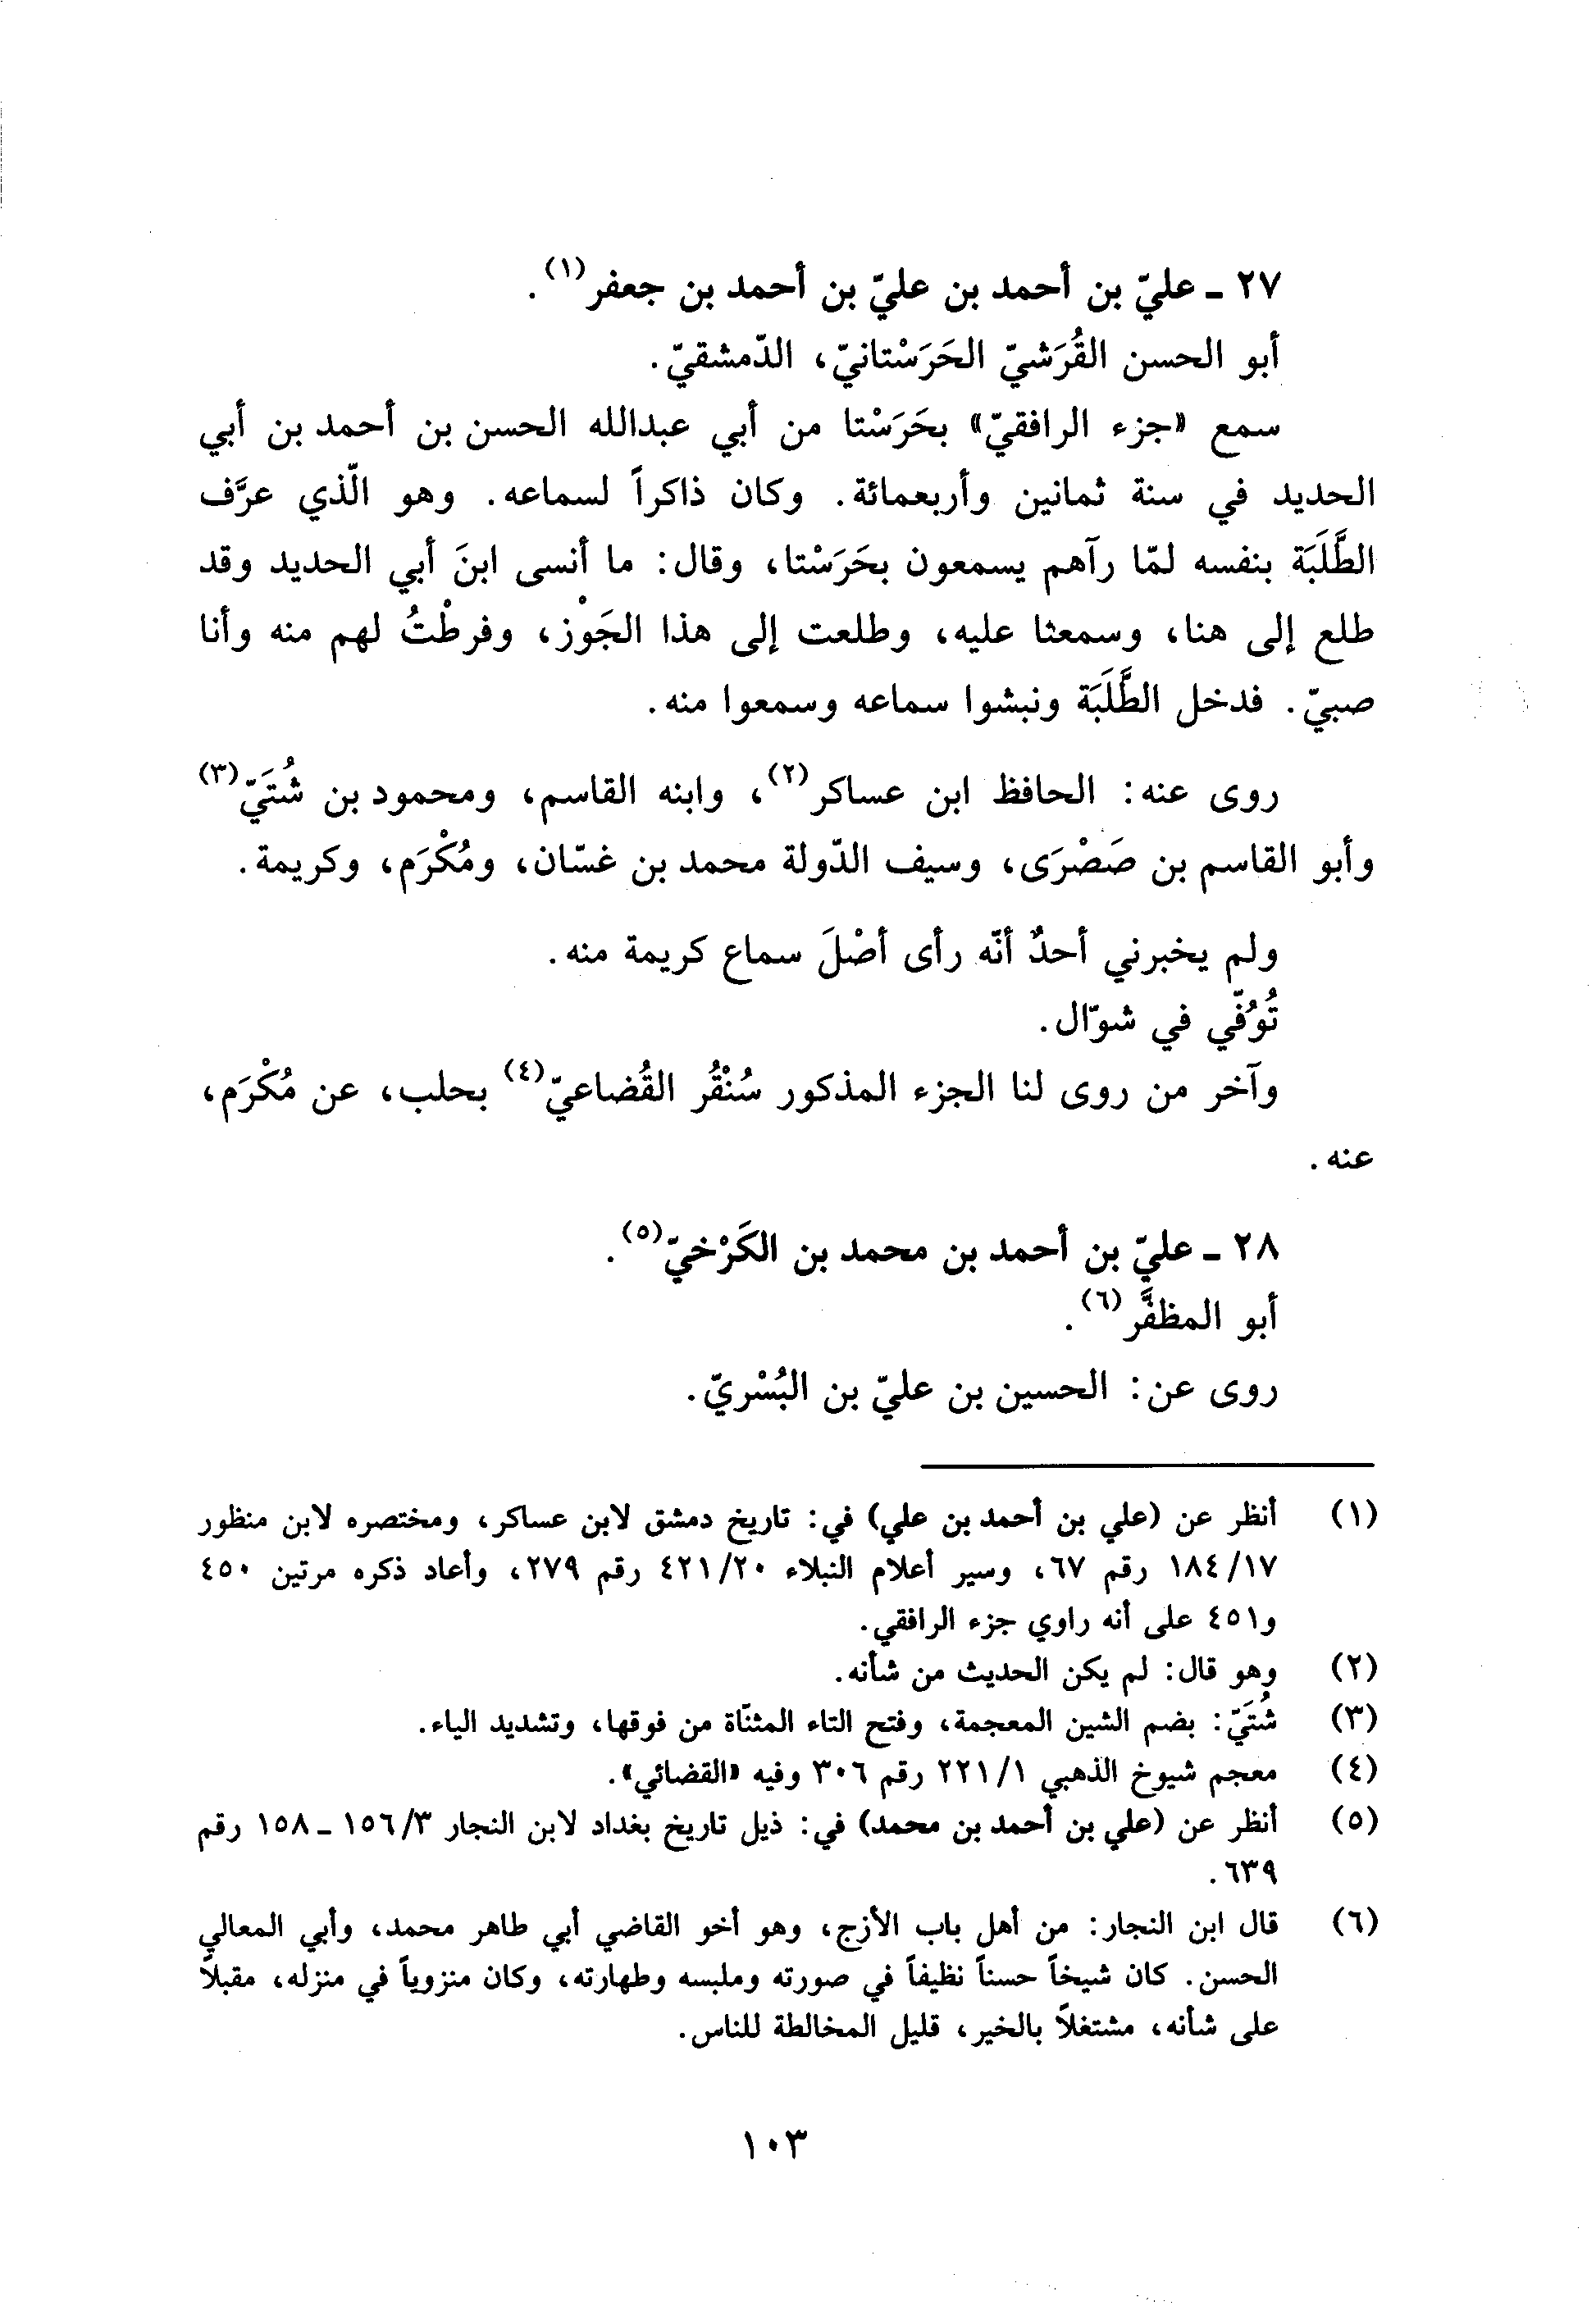 ٢٧ ـ عليّ بن أحمد بن عليّ بن أحمد بن جعفر(١).
أبو الحسن القُرَشيّ الحَرَسْتانيّ، الدّمشقيّ.
سمع «جزء الرافقيّ» بحَرَسْتا من أبي عبدالله الحسن بن أحمد بن أبي
الحديد في سنة ثمانين وأربعمائة. وكان ذاكراً لسماعه. وهو الّذي عرَّف
الطَّلَبَة بنفسه لمّا رآهم يسمعون بحَرَسْتا، وقال: ما أنسى ابنَ أبي الحديد وقد
طلع إلى هنا، وسمعنا عليه، وطلعت إلى هذا الجَوْز، وفرطْتُ لهم منه وأنا
صبيّ. فدخل الطَّلَبَة ونبشوا سماعه وسمعوا منه.
روى عنه: الحافظ ابن عساكر(٢)، وابنه القاسم، ومحمود بن شُتَيّ(٣)
وأبو القاسم بن صَصْرَى، وسيف الدّولة محمد بن غسّان، ومُكْرَم، وكريمة.
ولم يخبرني أحدٌ أنّه رأى أصْلَ سماع كريمة منه.
تُوُفّي في شوّال.
وآخر من روى لنا الجزء المذكور سُنْقُر القُضاعيّ(٤) بحلب، عن مُكْرَم،
عنه.
٢٨ ـ عليّ بن أحمد بن محمد بن الكَرْخيّ(٥).
أبو المظفَّر(٦).
روى عن: الحسين بن عليّ بن البُسْريّ.
(١) أنظر عن (علي بن أحمد بن علي) في: تاريخ دمشق لابن عساكر، ومختصره لابن منظور
١٨٤/١٧ رقم ٦٧، وسير أعلام النبلاء ٤٢١/٢٠ رقم ٢٧٩، وأعاد ذكره مرتين ٤٥٠
و٤٥١ على أنه راوي جزء الرافقي.
(٢) وهو قال: لم يكن الحديث من شأنه.
(٣) شُتَيّ: بضم الشين المعجمة، وفتح التاء المثنّاة من فوقها، وتشديد الياء.
(٤) معجم شيوخ الذهبي ٢٢١/١ رقم ٣٠٦ وفيه «القضائي».
(٥) أنظر عن (علي بن أحمد بن محمد) في: ذيل تاريخ بغداد لابن النجار ١٥٦/٣ ـ ١٥٨ رقم
٦٣٩.
(٦) قال ابن النجار: من أهل باب الأزج، وهو أخو القاضي أبي طاهر محمد، وأبي المعالي
الحسن. كان شيخاً حسناً نظيفاً في صورته وملبسه وطهارته، وكان منزوياً في منزله، مقبلاً
على شأنه، مشتغلاً بالخير، قليل المخالطة للناس.
١٠٣